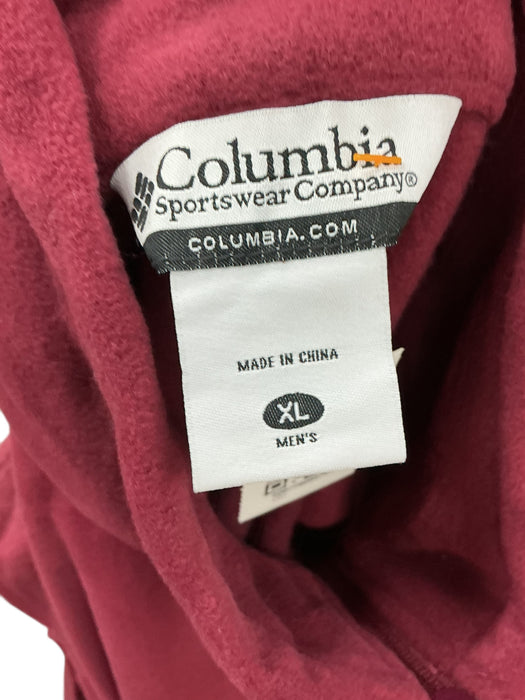 Columbia
Sportswear Company®
COLUMBIA.COM
MADE IN CHINA
XL
MEN'S